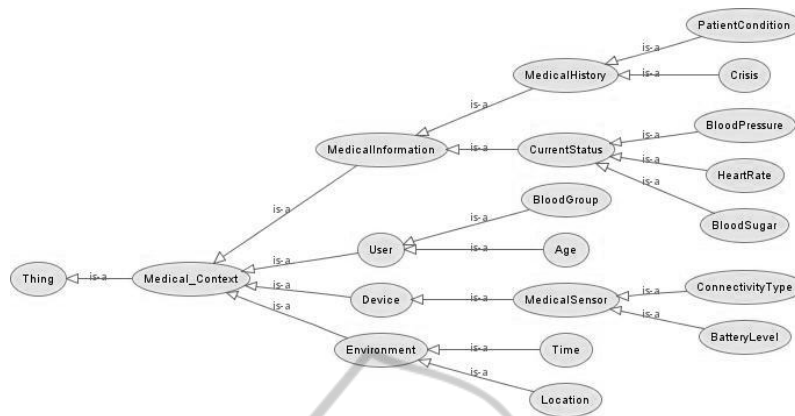 PatientCondition
is-a
MedicalHistory
is-a
Crisis
is-a
BloodPressure
is-a
MedicalInformation
is-a
CurrentStatus
is-a
HeartRate
is-a
BloodSugar
is-a
BloodGroup
is-a
User
is-a
Age
is-a
Thing
is-a
Medical_Context
is-a
Device
is-a
MedicalSensor
is-a
ConnectivityType
is-a
BatteryLevel
is-a
Environment
is-a
Time
is-a
Location